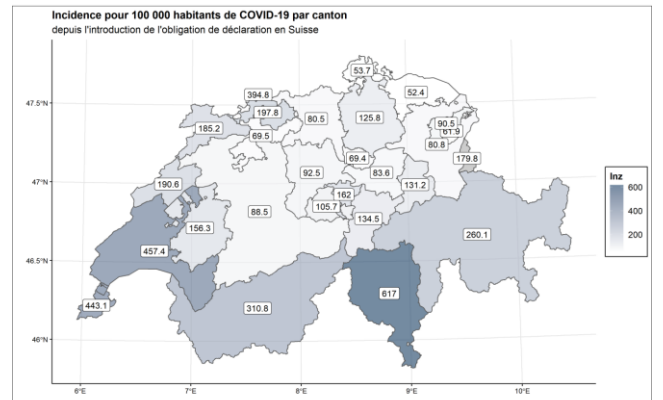 Incidence pour 100 000 habitants de COVID-19 par canton
depuis l'introduction de l'obligation de déclaration en Suisse
53.7
52.4
394.8
197.8
80.5
125.8
90.5
61.9
185.2
69.5
80.8
69.4
179.8
92.5
83.6
190.6
131.2
162
105.7
88.5
134.5
156.3
260.1
457.4
617
443.1
310.8
47.5°N
47°N
46.5°N
46°N
6°E
7°E
8°E
9°E
10°E
Inz
600
400
200